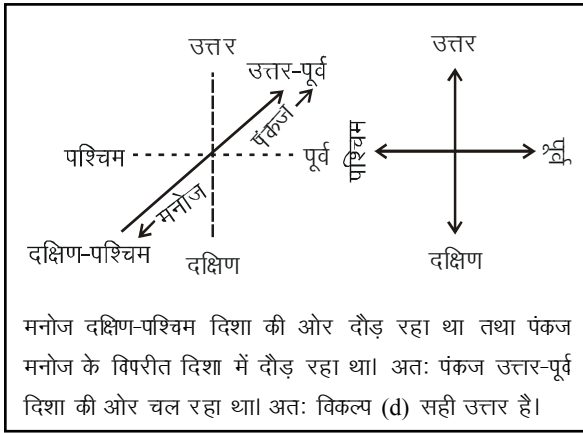 उत्तर
उत्तर-पूर्व
पंकज
पश्चिम
पूर्व
मनोज
दक्षिण-पश्चिम
दक्षिण
उत्तर
पश्चिम
पूर्व
दक्षिण
मनोज दक्षिण-पश्चिम दिशा की ओर दौड़ रहा था तथा पंकज
मनोज के विपरीत दिशा में दौड़ रहा था। अतः पंकज उत्तर-पूर्व
दिशा की ओर चल रहा था। अतः विकल्प (d) सही उत्तर है।